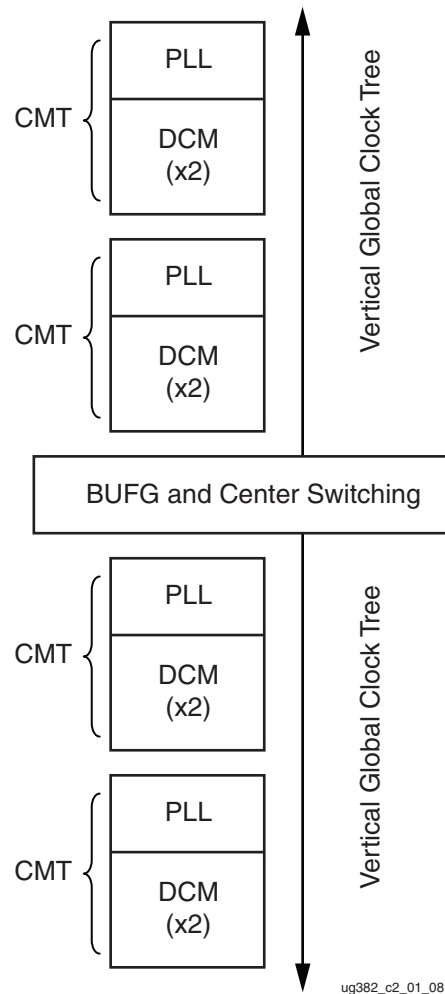 PLL
CMT
DCM
(x2)
Vertical Global Clock Tree
PLL
CMT
DCM
(x2)
BUFG and Center Switching
PLL
CMT
DCM
(x2)
Vertical Global Clock Tree
PLL
CMT
DCM
(x2)
ug382_c2_01_08